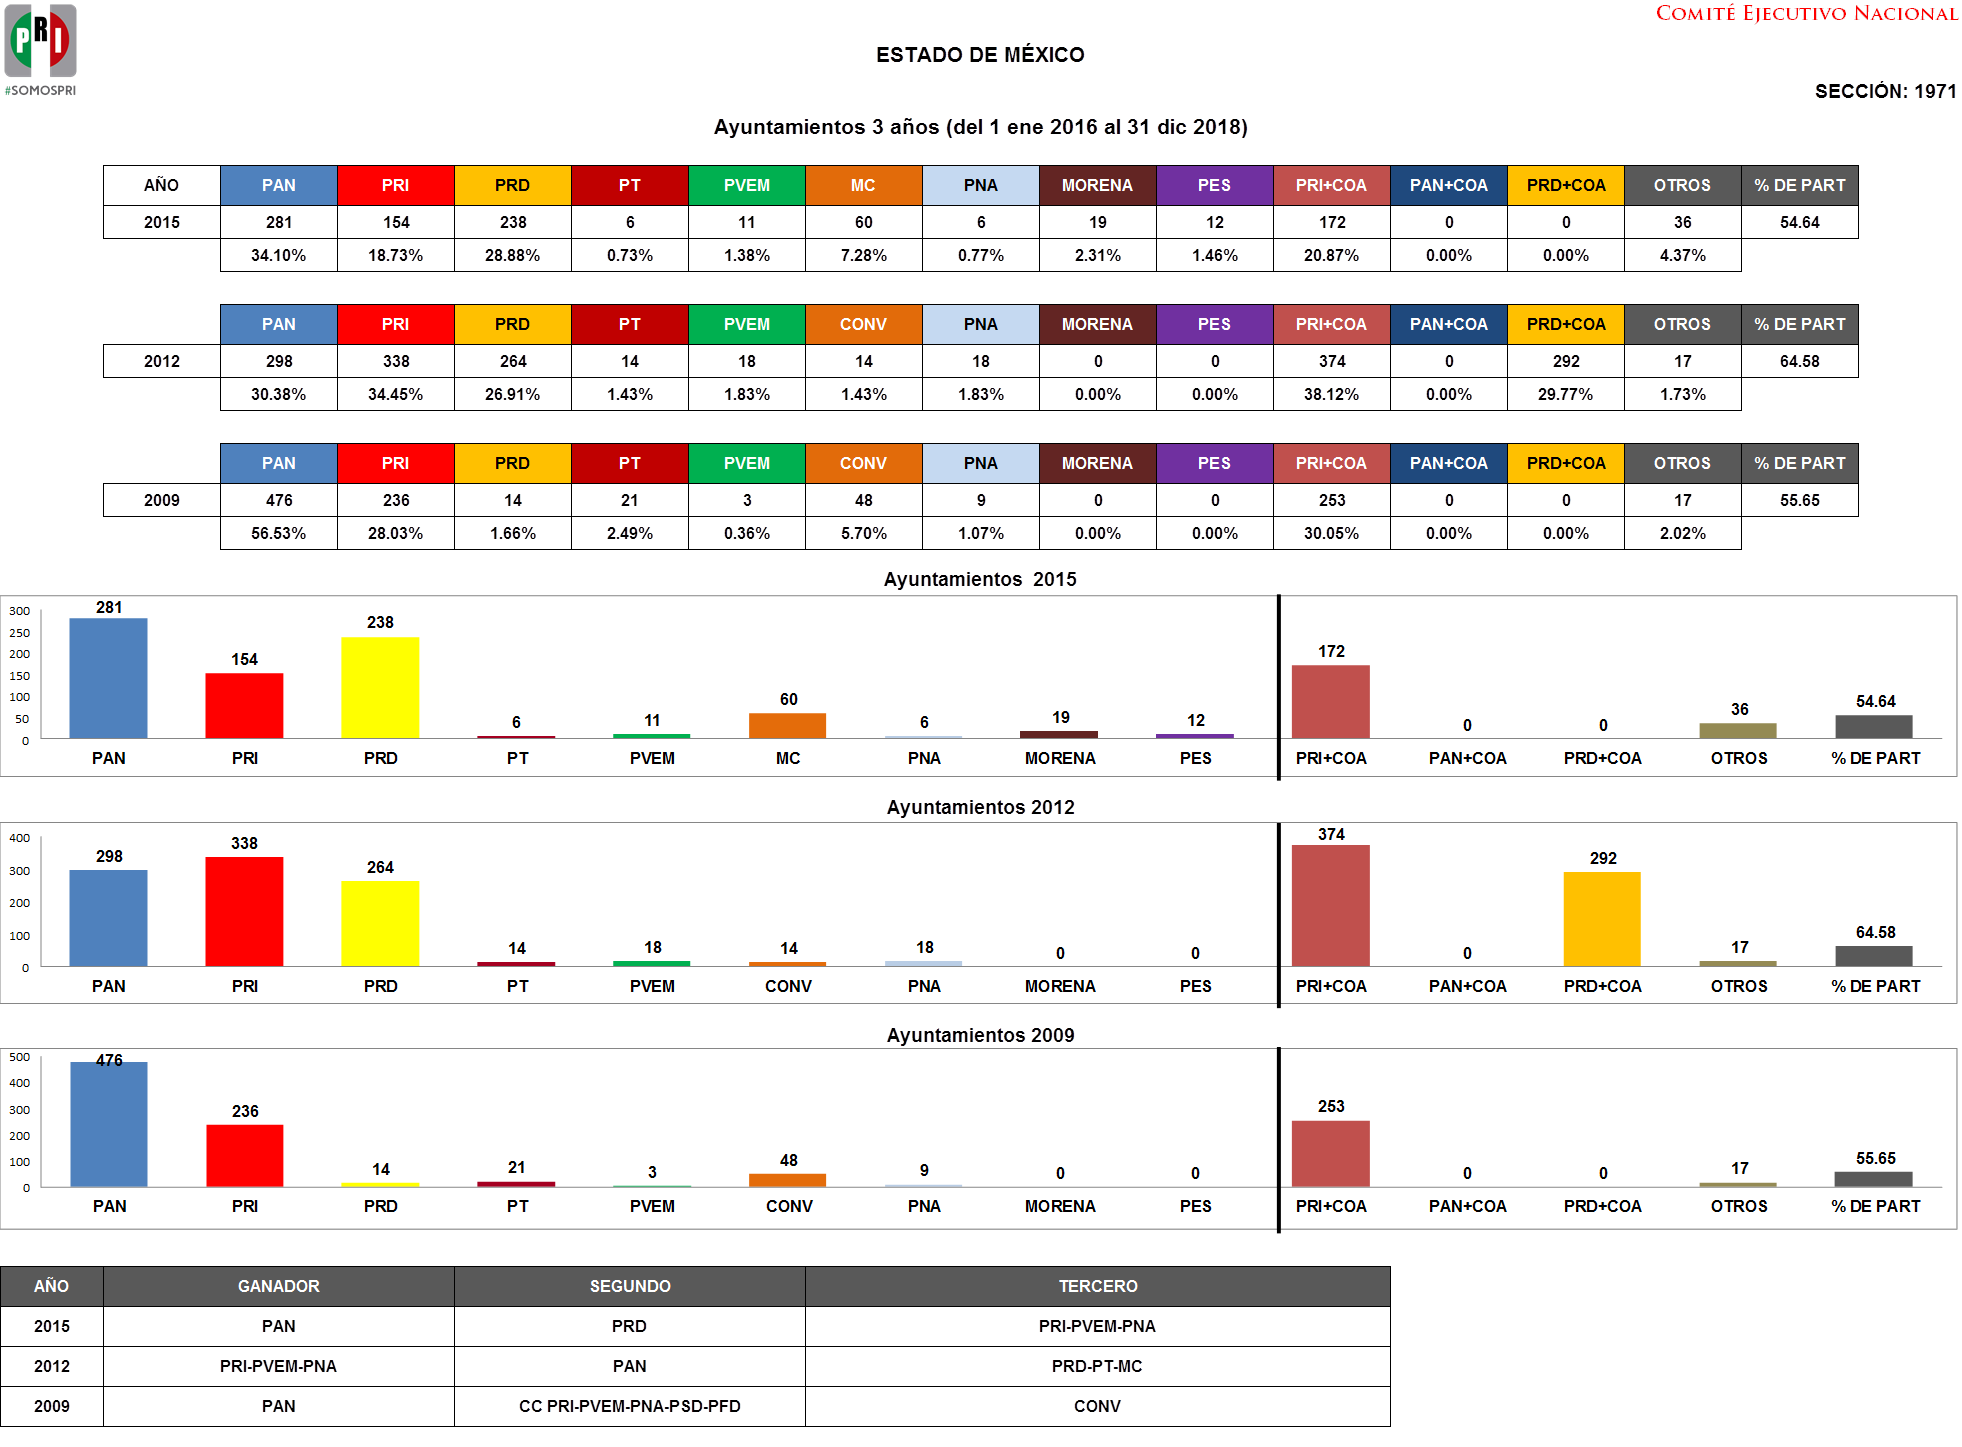 COMITÉ EJECUTIVO NACIONAL
PRI
#SOMOSPRI
ESTADO DE MÉXICO
SECCIÓN: 1971
Ayuntamientos 3 años (del 1 ene 2016 al 31 dic 2018)
AÑO PAN PRI PRD PT PVEM MC PNA MORENA PES PRI+COA PAN+COA PRD+COA OTROS % DE PART
2015 281 154 238 6 11 60 6 19 12 172 0 0 36 54.64
34.10% 18.73% 28.88% 0.73% 1.38% 7.28% 0.77% 2.31% 1.46% 20.87% 0.00% 0.00% 4.37%
PAN PRI PRD PT PVEM CONV PNA MORENA PES PRI+COA PAN+COA PRD+COA OTROS % DE PART
2012 298 338 264 14 18 14 18 0 0 374 0 292 17 64.58
30.38% 34.45% 26.91% 1.43% 1.83% 1.43% 1.83% 0.00% 0.00% 38.12% 0.00% 29.77% 1.73%
PAN PRI PRD PT PVEM CONV PNA MORENA PES PRI+COA PAN+COA PRD+COA OTROS % DE PART
2009 476 236 14 21 3 48 9 0 0 253 0 0 17 55.65
56.53% 28.03% 1.66% 2.49% 0.36% 5.70% 1.07% 0.00% 0.00% 30.05% 0.00% 0.00% 2.02%
Ayuntamientos 2015
300
250
200
150
100
50
0
281 154 238 6 11 60 6 19 12 172 0 0 36 54.64
PAN PRI PRD PT PVEM MC PNA MORENA PES PRI+COA PAN+COA PRD+COA OTROS % DE PART
Ayuntamientos 2012
400
300
200
100
0
298 338 264 14 18 14 18 0 0 374 0 292 17 64.58
PAN PRI PRD PT PVEM CONV PNA MORENA PES PRI+COA PAN+COA PRD+COA OTROS % DE PART
Ayuntamientos 2009
500
400
300
200
100
0
476 236 14 21 3 48 9 0 0 253 0 0 17 55.65
PAN PRI PRD PT PVEM CONV PNA MORENA PES PRI+COA PAN+COA PRD+COA OTROS % DE PART
AÑO GANADOR SEGUNDO TERCERO
2015 PAN PRD PRI-PVEM-PNA
2012 PRI-PVEM-PNA PAN PRD-PT-MC
2009 PAN CC PRI-PVEM-PNA-PSD-PFD CONV